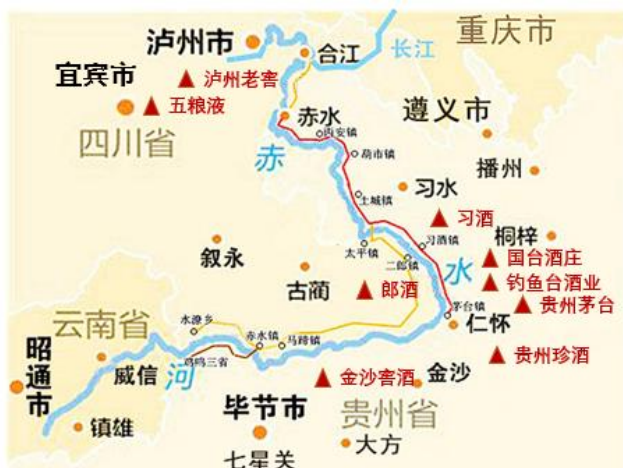 泸州市
合江
长江
重庆市
宜宾市
泸州老窖
五粮液
赤水
遵义市
四川省
丙安镇
赤
葫市镇
播州
习水
土城镇
习酒
桐梓
叙永
太平镇
习酒镇
水
国台酒庄
二郎镇
钓鱼台酒业
古蔺
郎酒
贵州茅台
茅台镇
仁怀
云南省
水潦乡
赤水镇
马蹄镇
昭通市
威信
鸡鸣三省
河
贵州珍酒
金沙窖酒
金沙
镇雄
毕节市
贵州省
七星关
大方